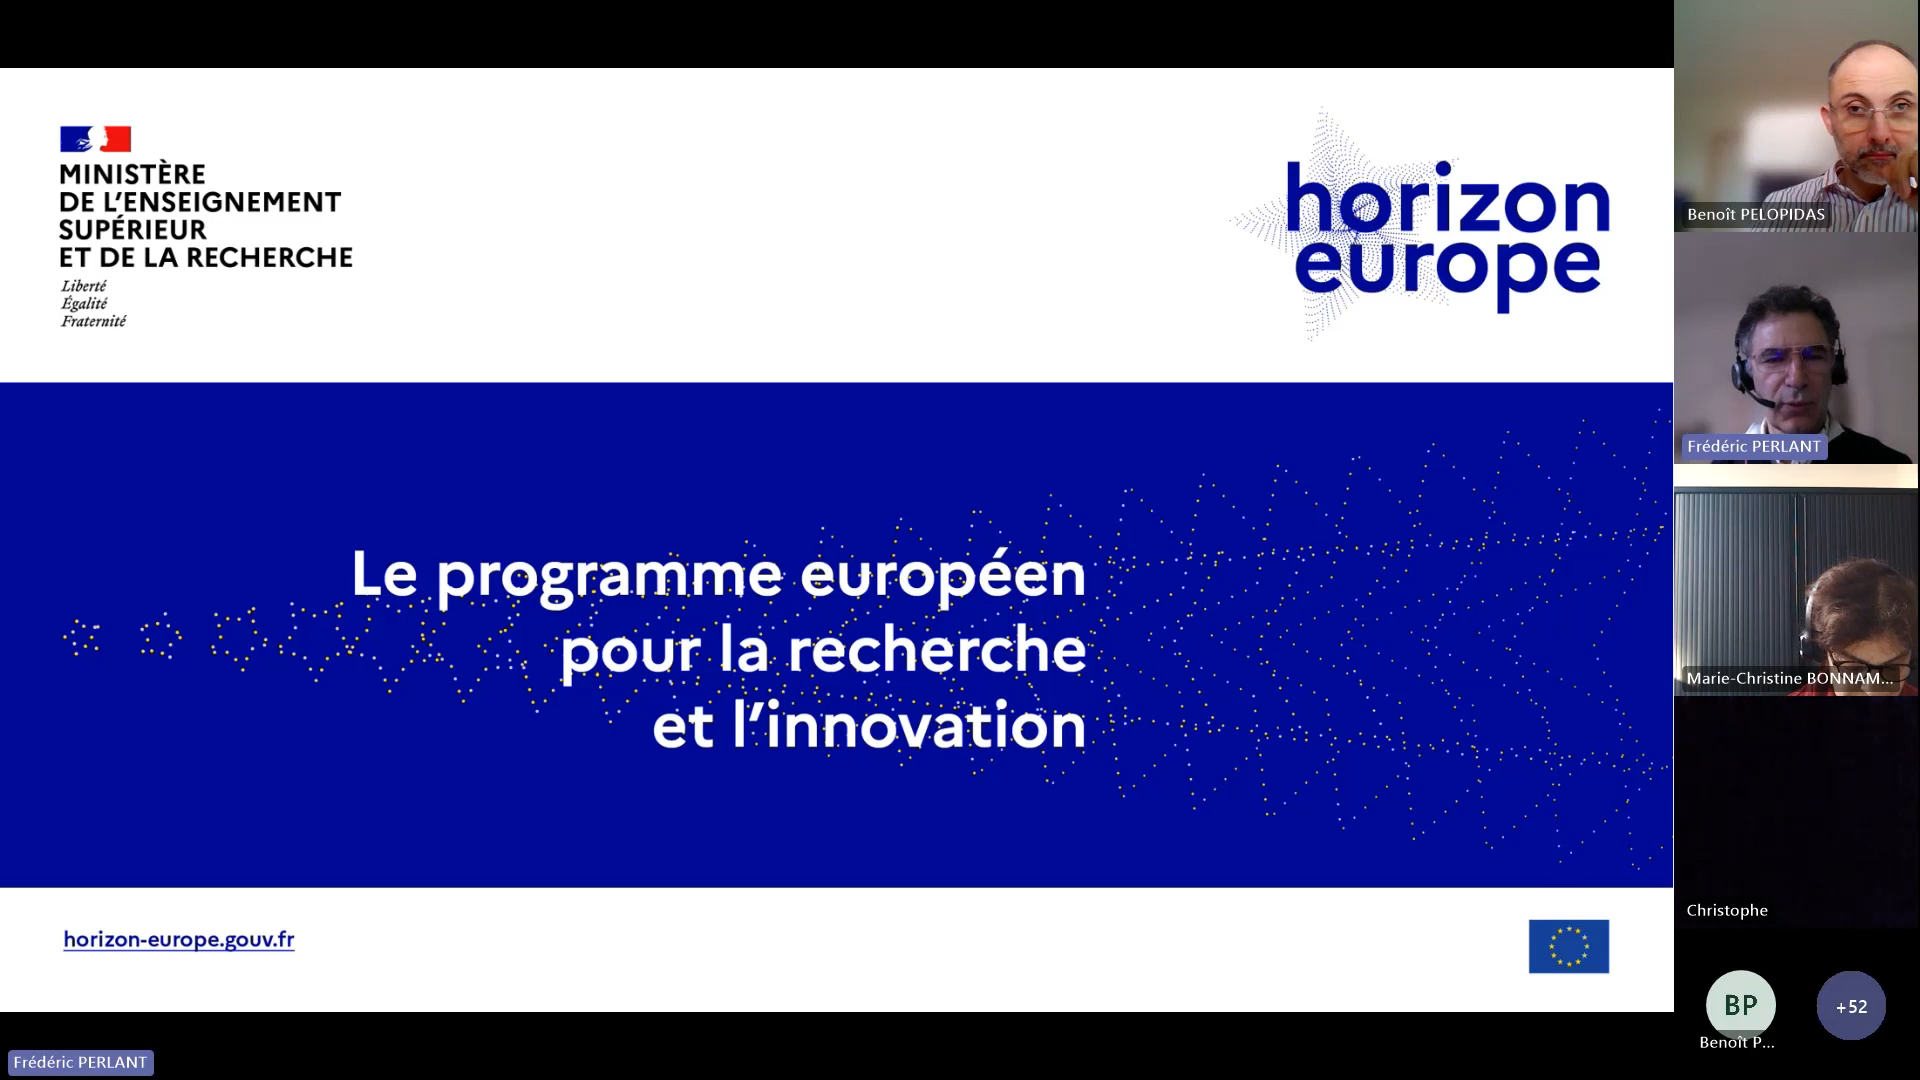 MINISTÈRE
DE L'ENSEIGNEMENT
SUPÉRIEUR
ET DE LA RECHERCHE
Liberté
Égalité
Fraternité
horizon
europe
Le programme européen
pour la recherche
et l'innovation
horizon-europe.gouv.fr
Frédéric PERLANT
Benoît PELOPIDAS
Frédéric PERLANT
Marie-Christine BONNAM...
Christophe
BP
Benoît P...
+52